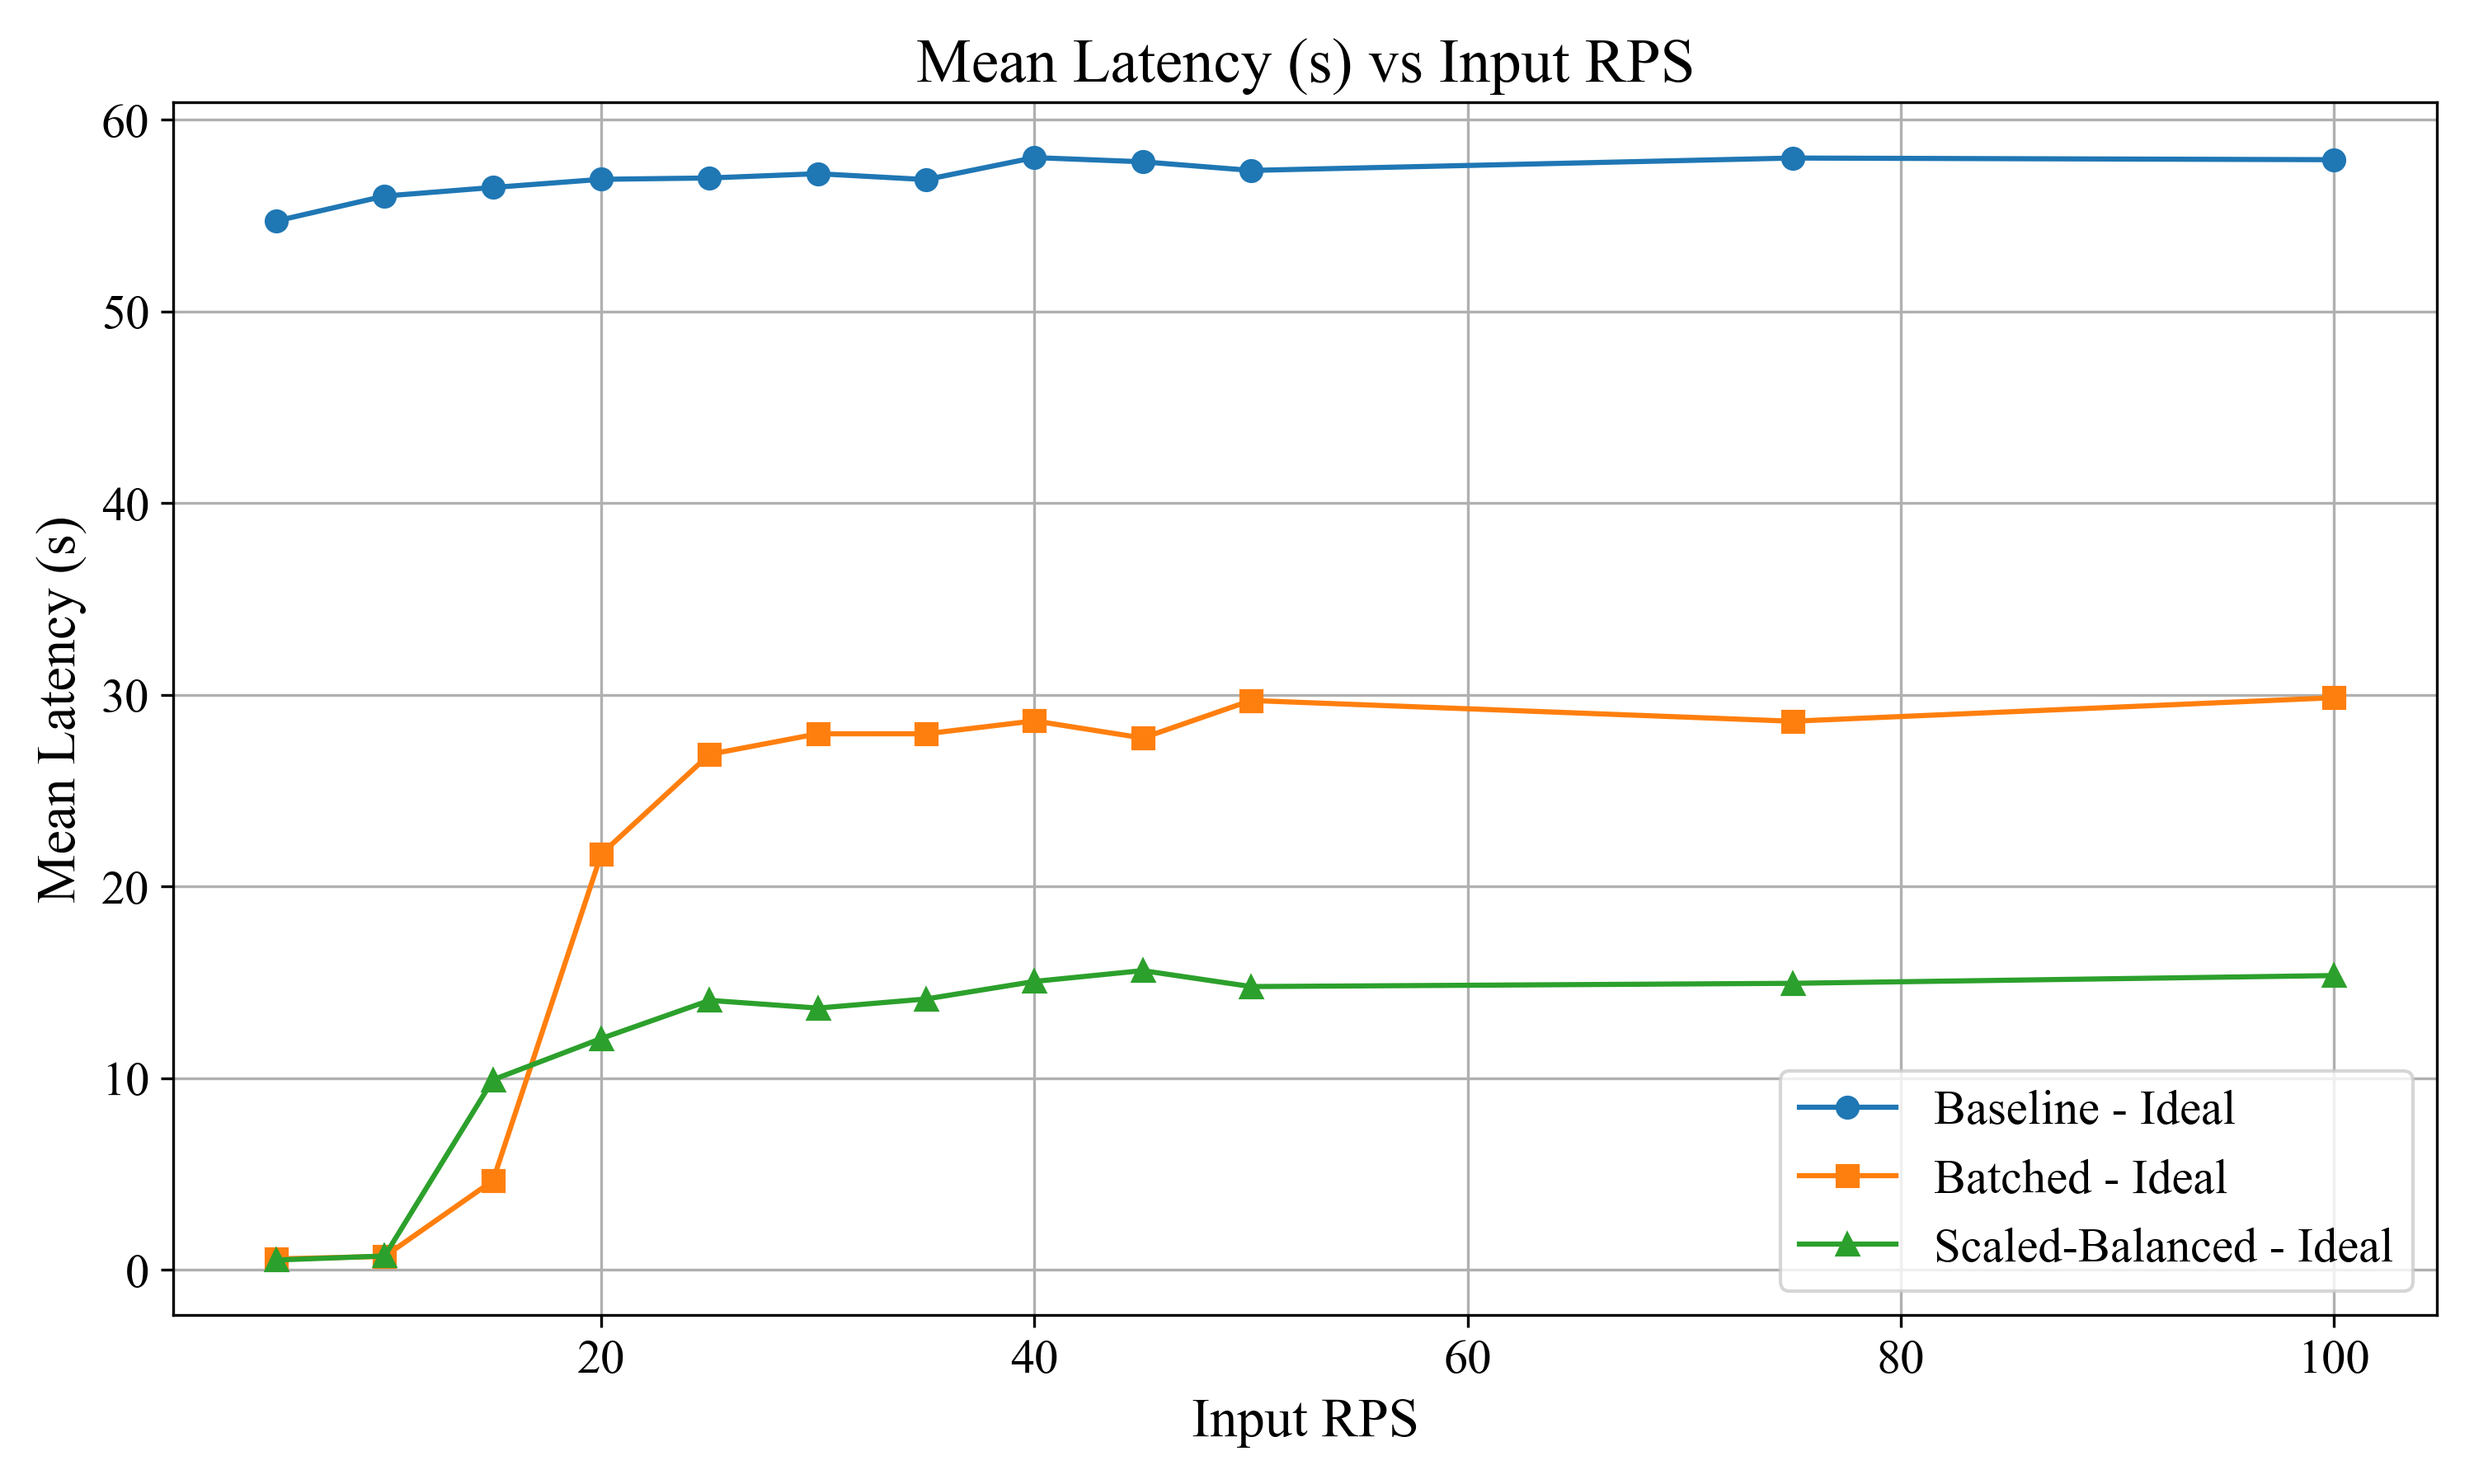 Mean Latency (s) vs Input RPS
60
50
40
30
20
10
0
Mean Latency (s)
20 40 60 80 100
Input RPS
Baseline - Ideal
Batched - Ideal
Scaled-Balanced - Ideal